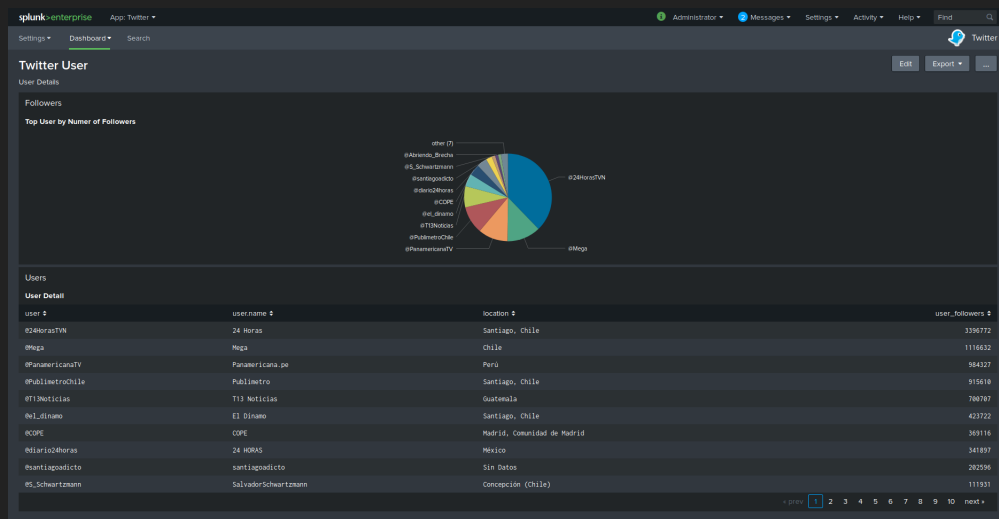 splunk>enterprise App: Twitter Administrator 2 Messages Settings Activity Help Find
Settings Dashboard Search Twitter
Twitter User Edit Export ...
User Details
Followers
Top User by Numer of Followers
other (7)
@Abriendo_Brecha
@S_Schwartzmann
@santiagoadicto
@diario24horas
@COPE
@el_dinamo
@T13Noticias
@PublimetroChile
@PanamericanaTV
@24HorasTVN
@Mega
Users
User Detail
user user.name location user_followers
@24HorasTVN 24 Horas Santiago, Chile 3396772
@Mega Mega Chile 1116632
@PanamericanaTV Panamericana.pe Perú 984327
@PublimetroChile Publimetro Santiago, Chile 915610
@T13Noticias T13 Noticias Guatemala 700707
@el_dinamo El Dinamo Santiago, Chile 423722
@COPE COPE Madrid, Comunidad de Madrid 369116
@diario24horas 24 HORAS México 341897
@santiagoadicto santiagoadicto Sin Datos 202596
@S_Schwartzmann SalvadorSchwartzmann Concepción (Chile) 111931
« prev 1 2 3 4 5 6 7 8 9 10 next »